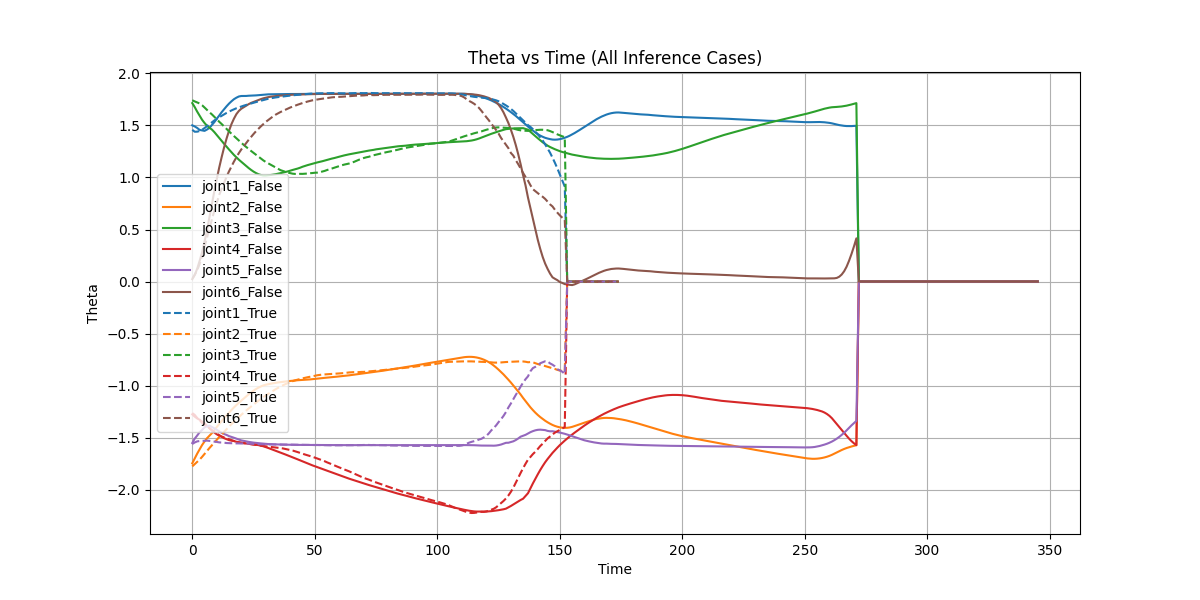 Theta vs Time (All Inference Cases)
2.0
1.5
1.0
0.5
0.0
−0.5
−1.0
−1.5
−2.0
Theta
joint1_False
joint2_False
joint3_False
joint4_False
joint5_False
joint6_False
joint1_True
joint2_True
joint3_True
joint4_True
joint5_True
joint6_True
0 50 100 150 200 250 300 350
Time